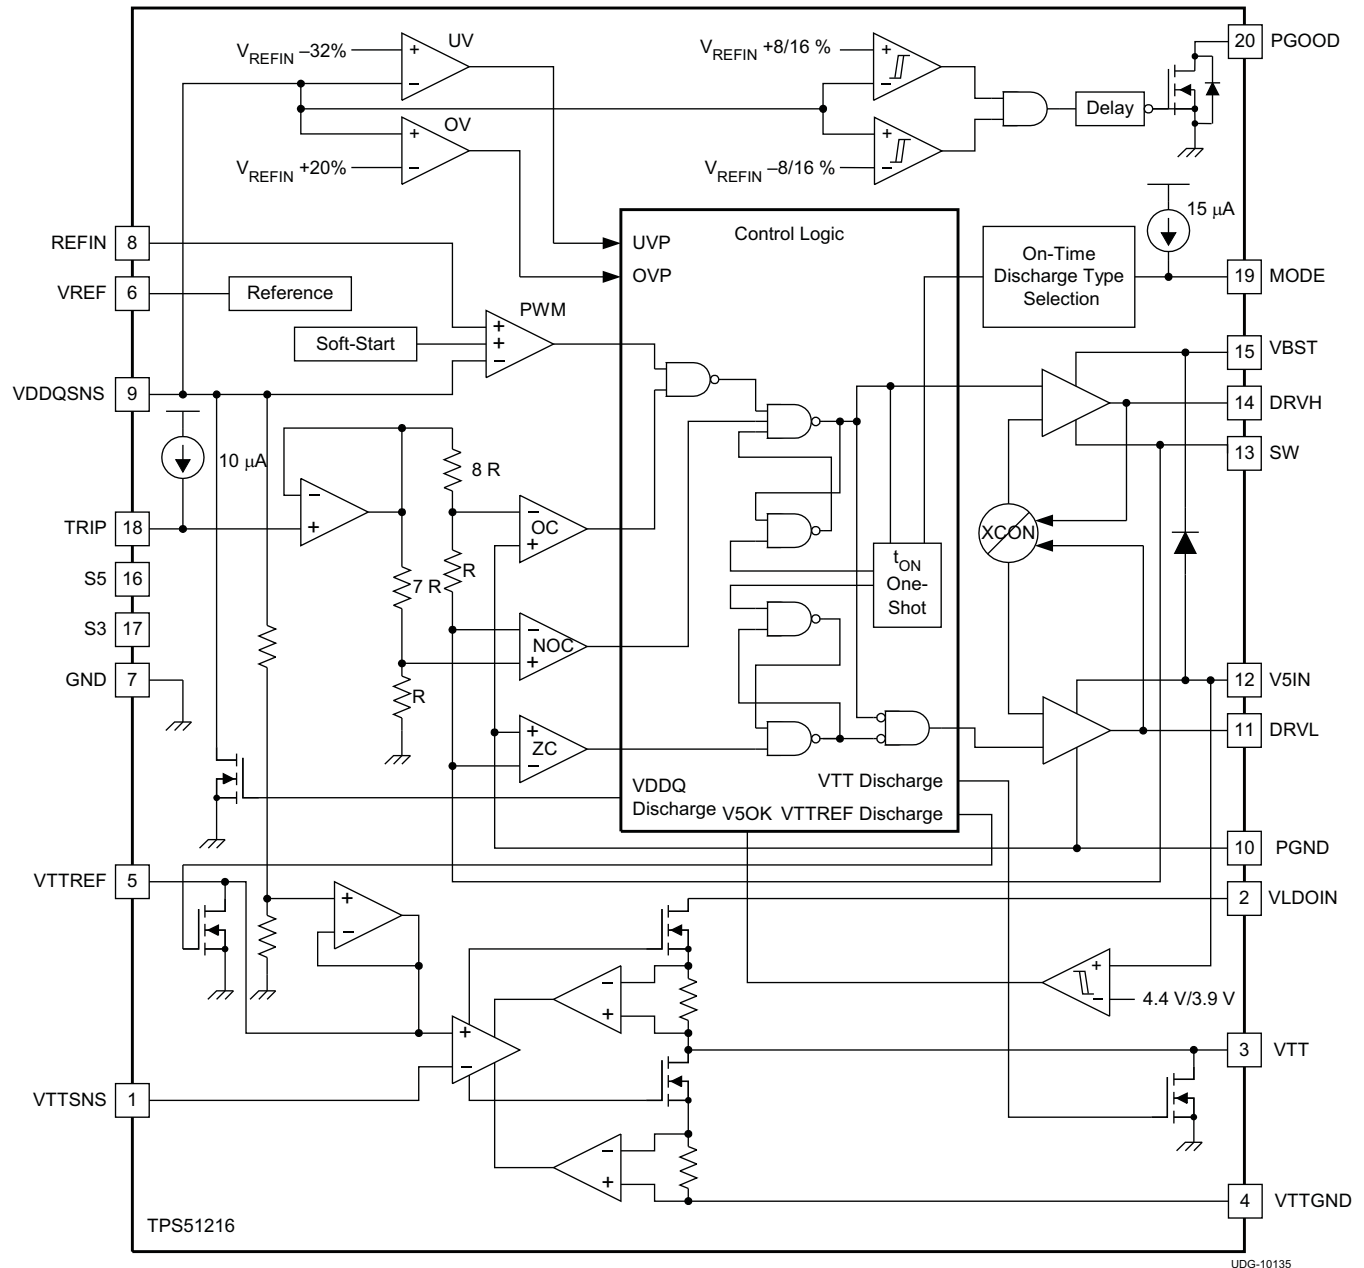 V_REFIN –32%
UV
+
–
OV
+
–
V_REFIN +20%
V_REFIN +8/16 %
+
–
V_REFIN –8/16 %
+
–
Delay
20 PGOOD
15 μA
REFIN 8
VREF 6
Reference
Soft-Start
PWM
+
+
–
UVP
OVP
Control Logic
On-Time
Discharge Type
Selection
19 MODE
15 VBST
14 DRVH
13 SW
VDDQSNS 9
10 μA
TRIP 18
–
+
8 R
R
7 R
R
–
OC
+
–
NOC
+
+
ZC
–
t_ON
One-
Shot
XCON
S5 16
S3 17
GND 7
12 V5IN
11 DRVL
VDDQ
Discharge
V5OK
VTT Discharge
VTTREF Discharge
10 PGND
VTTREF 5
+
–
2 VLDOIN
–
+
+
–
4.4 V/3.9 V
+
–
3 VTT
VTTSNS 1
–
+
4 VTTGND
TPS51216
UDG-10135